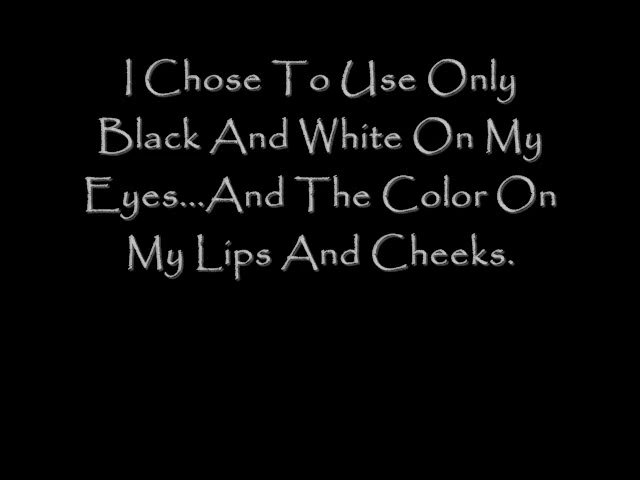 I Chose To Use Only
Black And White On My
Eyes...And The Color On
My Lips And Cheeks.